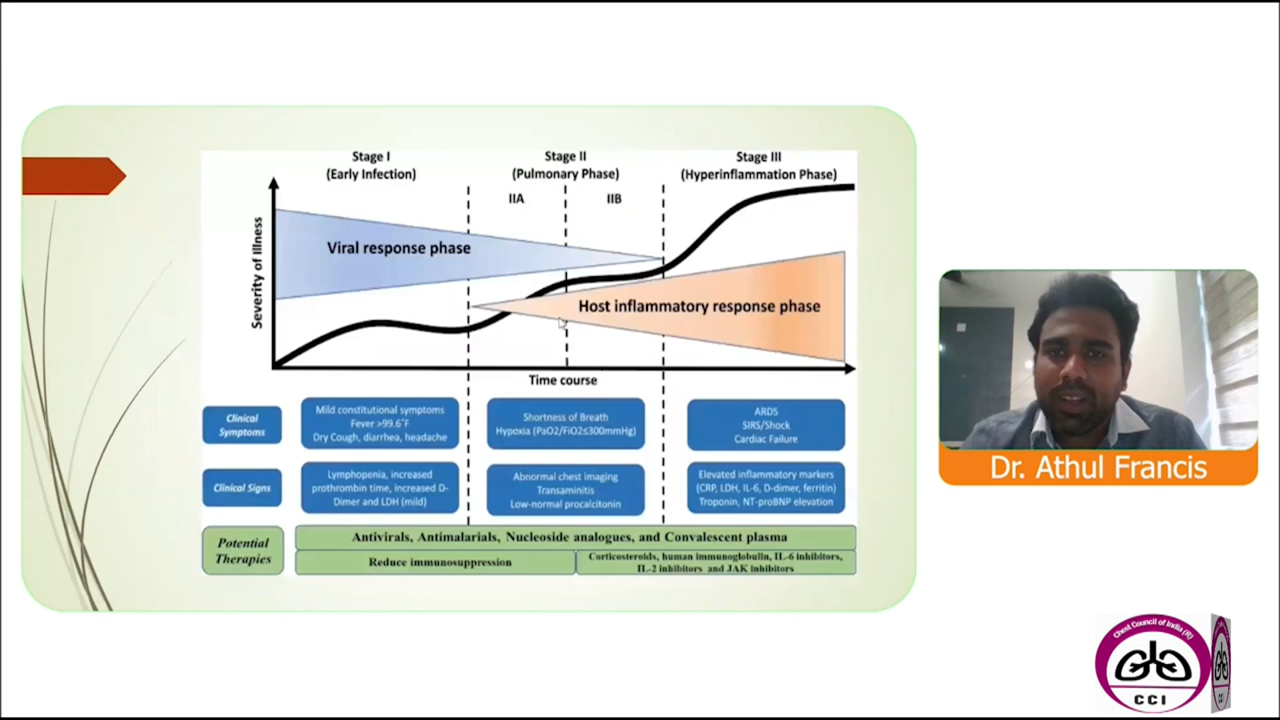 Stage I
(Early Infection)
Stage II
(Pulmonary Phase)
IIA
IIB
Stage III
(Hyperinflammation Phase)
Severity of Illness
Viral response phase
Host inflammatory response phase
Time course
Clinical
Symptoms
Mild constitutional symptoms
Fever >99.6°F
Dry Cough, diarrhea, headache
Shortness of Breath
Hypoxia (PaO2/FiO2≤300mmHg)
ARDS
SIRS/Shock
Cardiac Failure
Clinical Signs
Lymphopenia, increased
prothrombin time, increased D-
Dimer and LDH (mild)
Abnormal chest imaging
Transaminitis
Low-normal procalcitonin
Elevated inflammatory markers
(CRP, LDH, IL-6, D-dimer, ferritin)
Troponin, NT-proBNP elevation
Potential
Therapies
Antivirals, Antimalarials, Nucleoside analogues, and Convalescent plasma
Reduce immunosuppression
Corticosteroids, human immunoglobulin, IL-6 inhibitors,
IL-2 inhibitors and JAK inhibitors
Dr. Athul Francis
Chest Council of India (R)
CCI